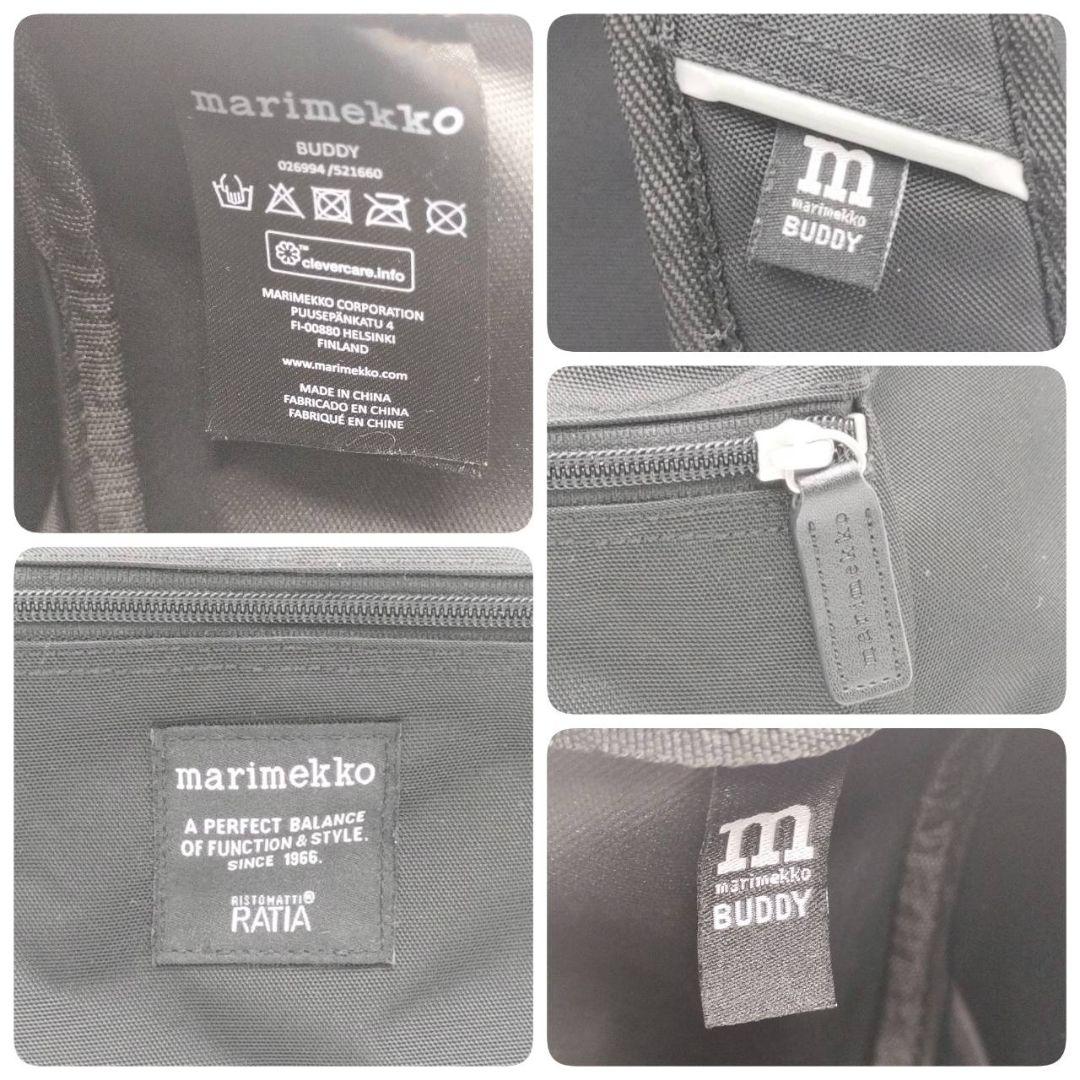 marimekko
BUDDY
026994 /521660
™
clevercare.info
MARIMEKKO CORPORATION
PUUSEPÄNKATU 4
FI-00880 HELSINKI
FINLAND
www.marimekko.com
MADE IN CHINA
FABRICADO EN CHINA
FABRIQUÉ EN CHINE
m
marimekko
BUDDY
marimekko
marimekko
A PERFECT BALANCE
OF FUNCTION & STYLE.
SINCE 1966.
RISTOMATTI®
RATIA
m
marimekko
BUDDY